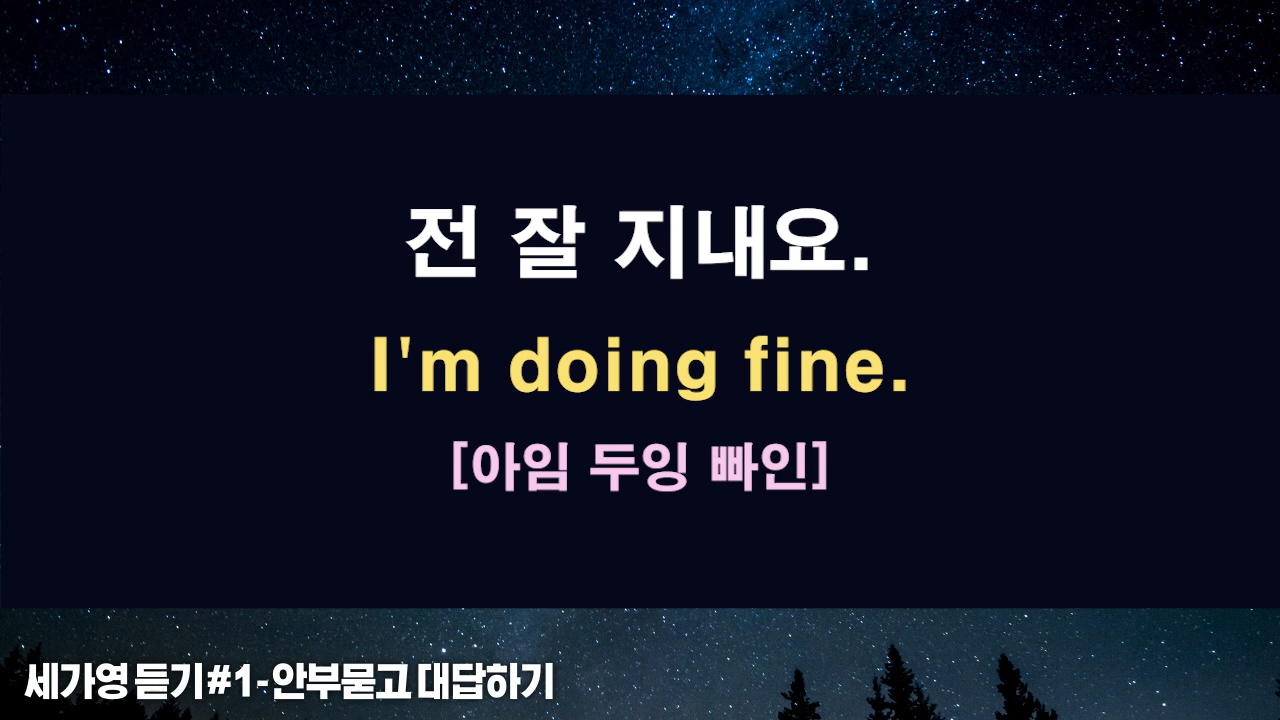 전 잘 지내요.
I'm doing fine.
[아임 두잉 빠인]
세가영 듣기 #1 - 안부묻고 대답하기